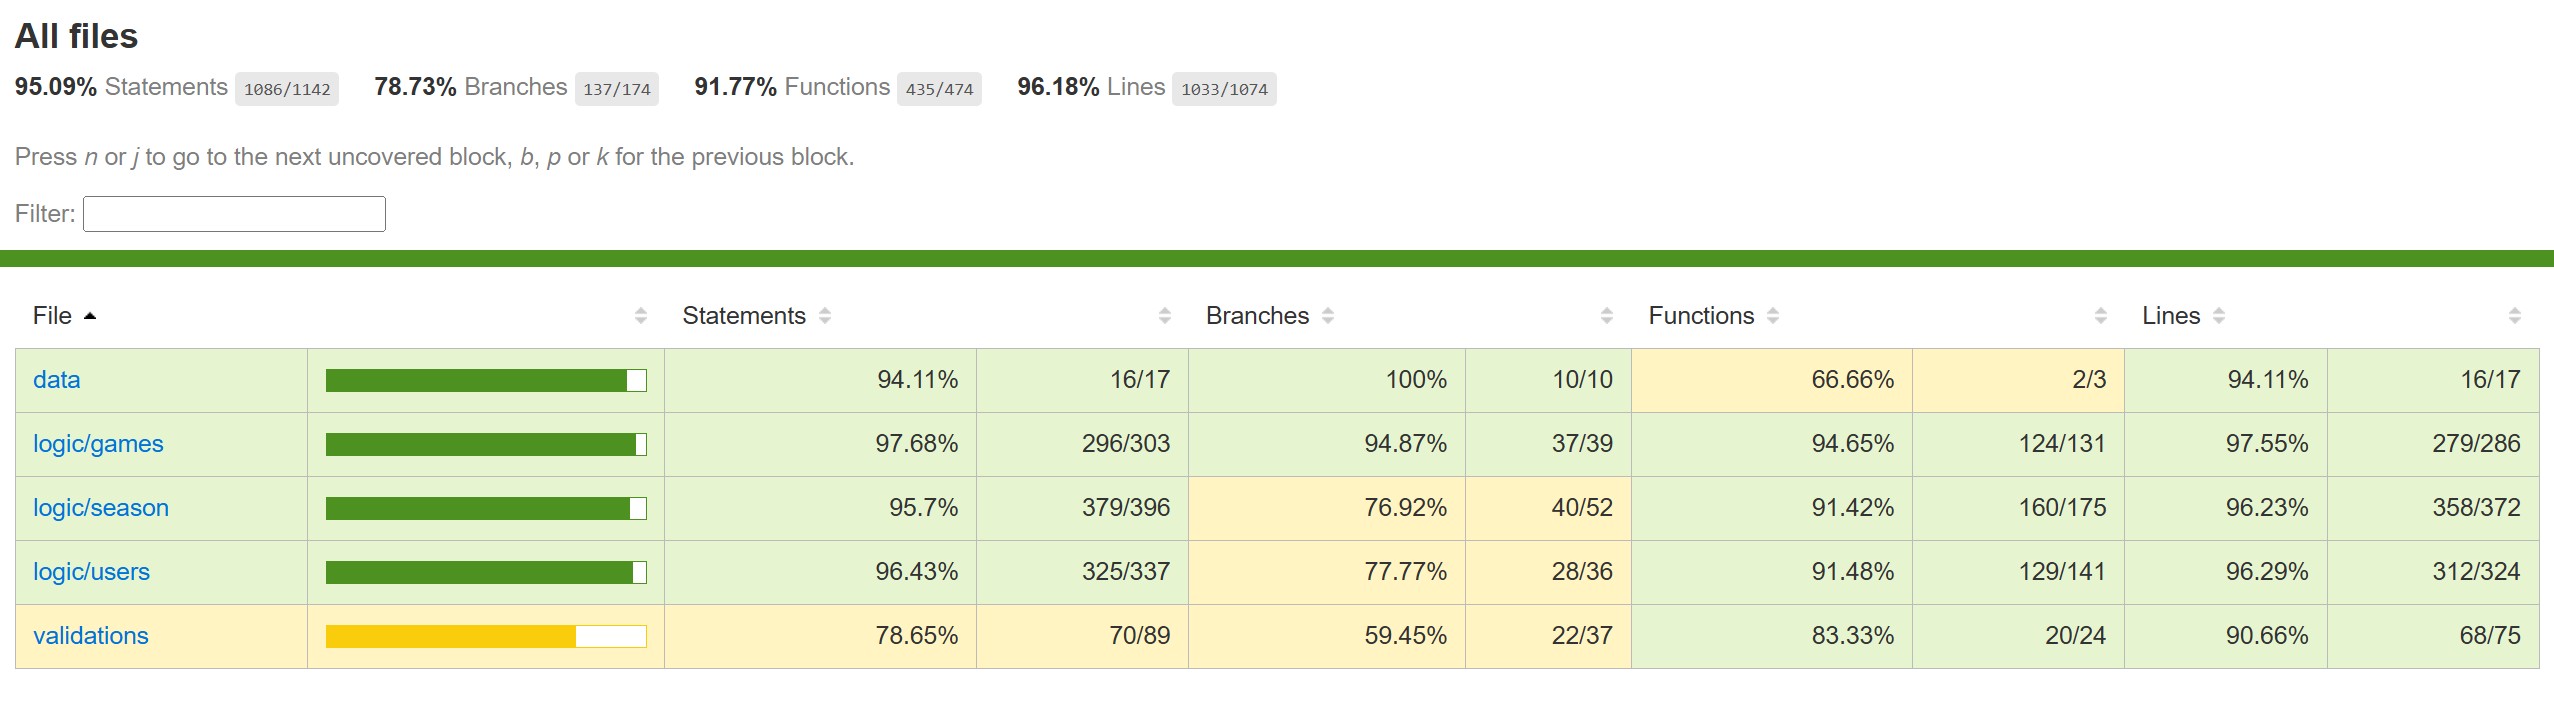 All files
95.09% Statements 1086/1142 78.73% Branches 137/174 91.77% Functions 435/474 96.18% Lines 1033/1074
Press n or j to go to the next uncovered block, b, p or k for the previous block.
Filter:
File Statements Branches Functions Lines
data 94.11% 16/17 100% 10/10 66.66% 2/3 94.11% 16/17
logic/games 97.68% 296/303 94.87% 37/39 94.65% 124/131 97.55% 279/286
logic/season 95.7% 379/396 76.92% 40/52 91.42% 160/175 96.23% 358/372
logic/users 96.43% 325/337 77.77% 28/36 91.48% 129/141 96.29% 312/324
validations 78.65% 70/89 59.45% 22/37 83.33% 20/24 90.66% 68/75